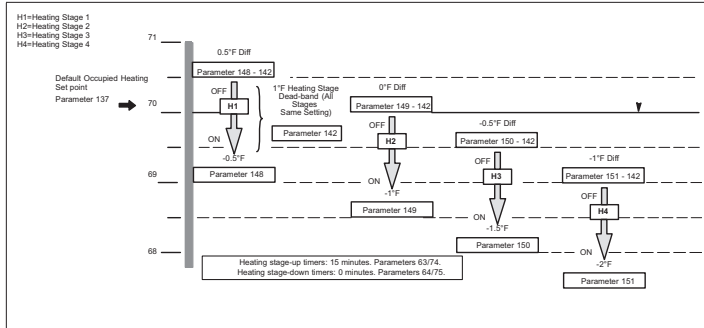 H1=Heating Stage 1
H2=Heating Stage 2
H3=Heating Stage 3
H4=Heating Stage 4
71
0.5°F Diff
Parameter 148 - 142
Default Occupied Heating
Set point
Parameter 137
70
OFF
H1
ON
-0.5°F
Parameter 148
1°F Heating Stage
Dead-band (All
Stages
Same Setting)
Parameter 142
0°F Diff
Parameter 149 - 142
OFF
H2
ON
-1°F
Parameter 149
-0.5°F Diff
Parameter 150 - 142
OFF
H3
ON
-1.5°F
Parameter 150
-1°F Diff
Parameter 151 - 142
OFF
H4
ON
-2°F
Parameter 151
69
68
Heating stage-up timers: 15 minutes. Parameters 63/74.
Heating stage-down timers: 0 minutes. Parameters 64/75.